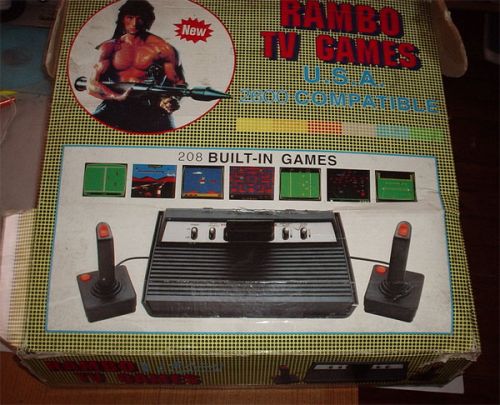 New
RAMBO
TV GAMES
U.S.A.
2600 COMPATIBLE
208 BUILT-IN GAMES
RAMBO
TV GAMES